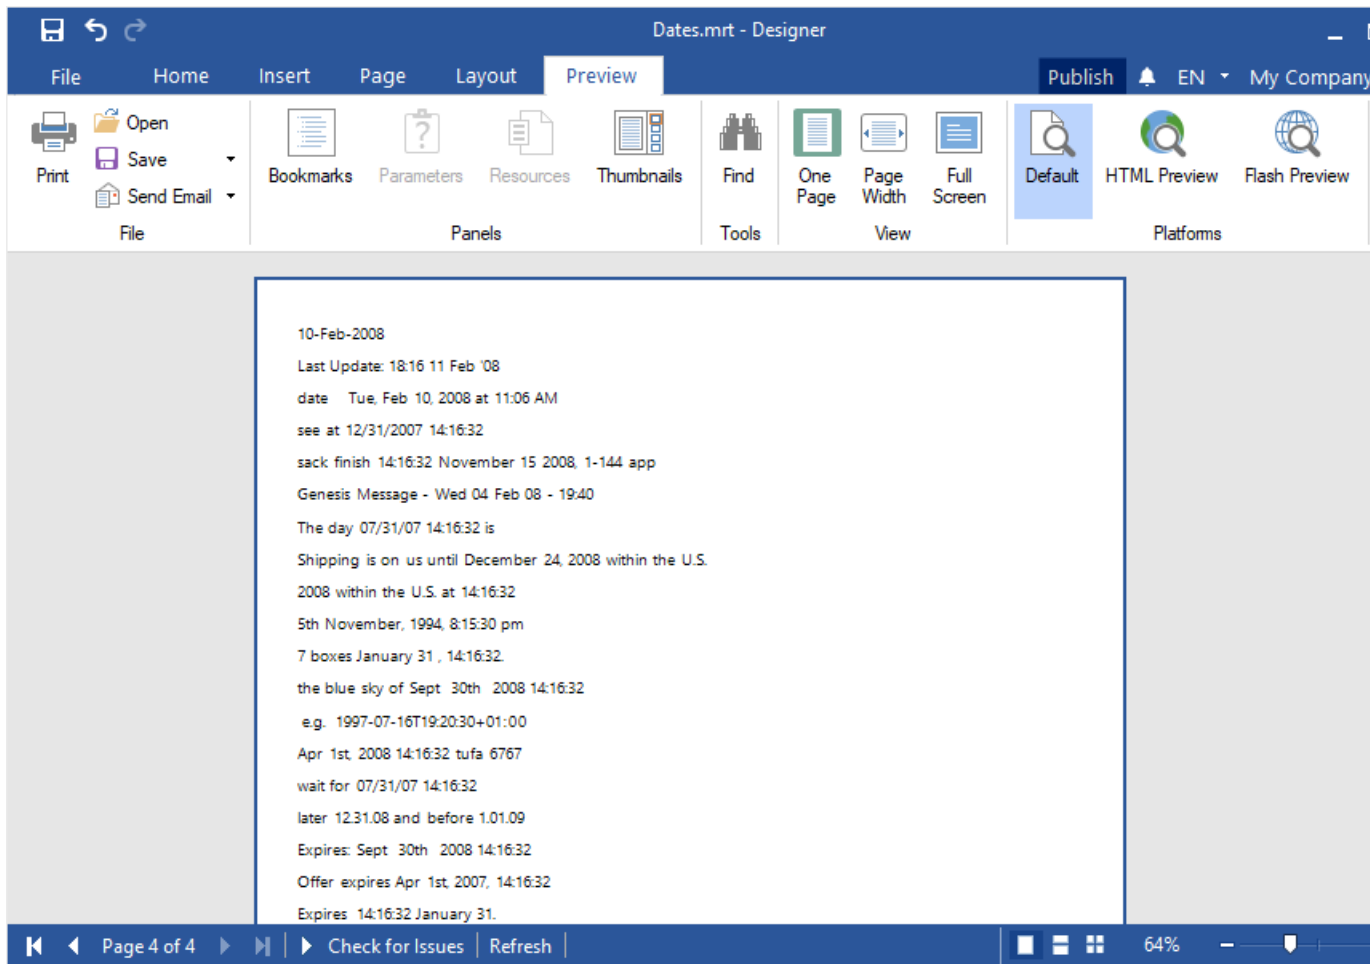 Dates.mrt - Designer
File Home Insert Page Layout Preview Publish EN My Company
Print
Open
Save
Send Email
File
Bookmarks Parameters Resources Thumbnails
Panels
Find
Tools
One Page
Page Width
Full Screen
View
Default HTML Preview Flash Preview
Platforms
10-Feb-2008
Last Update: 18:16 11 Feb '08
date Tue, Feb 10, 2008 at 11:06 AM
see at 12/31/2007 14:16:32
sack finish 14:16:32 November 15 2008, 1-144 app
Genesis Message - Wed 04 Feb 08 - 19:40
The day 07/31/07 14:16:32 is
Shipping is on us until December 24, 2008 within the U.S.
2008 within the U.S. at 14:16:32
5th November, 1994, 8:15:30 pm
7 boxes January 31 , 14:16:32.
the blue sky of Sept 30th 2008 14:16:32
e.g. 1997-07-16T19:20:30+01:00
Apr 1st, 2008 14:16:32 tufa 6767
wait for 07/31/07 14:16:32
later 12.31.08 and before 1.01.09
Expires: Sept 30th 2008 14:16:32
Offer expires Apr 1st, 2007, 14:16:32
Expires 14:16:32 January 31.
Page 4 of 4 Check for Issues Refresh 64%